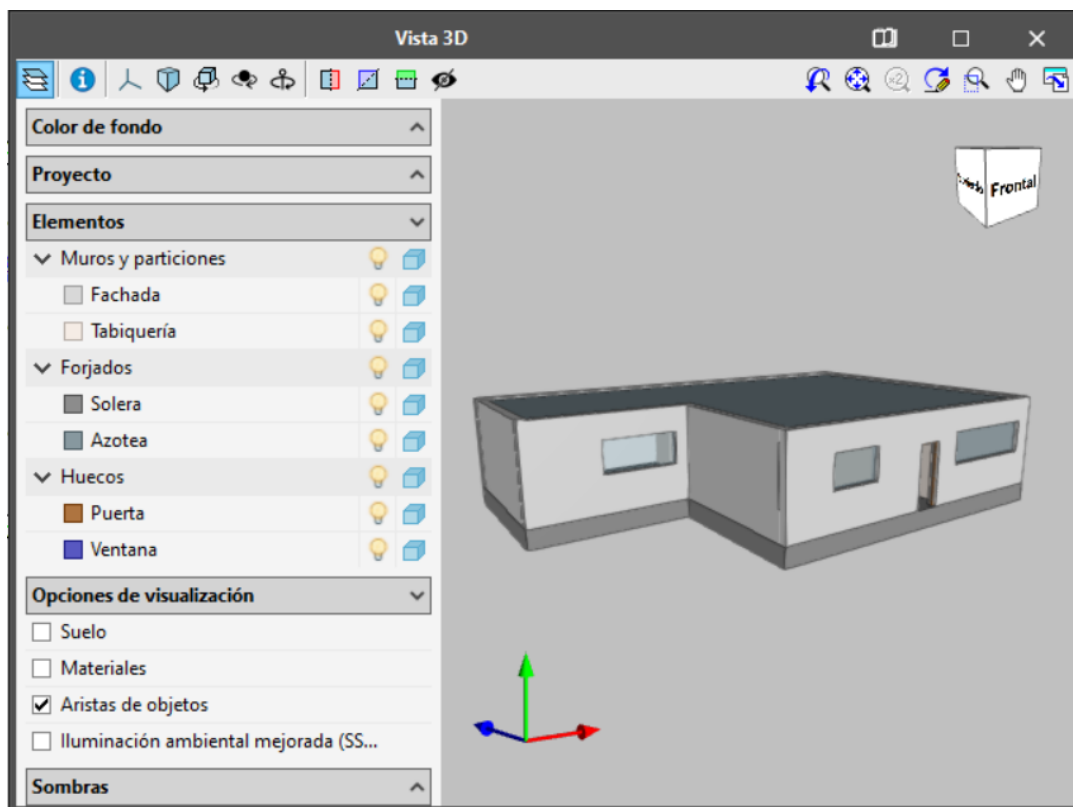 Vista 3D
Color de fondo
Proyecto
Frontal
Elementos
Muros y particiones
Fachada
Tabiquería
Forjados
Solera
Azotea
Huecos
Puerta
Ventana
Opciones de visualización
Suelo
Materiales
Aristas de objetos
Iluminación ambiental mejorada (SS...
Sombras